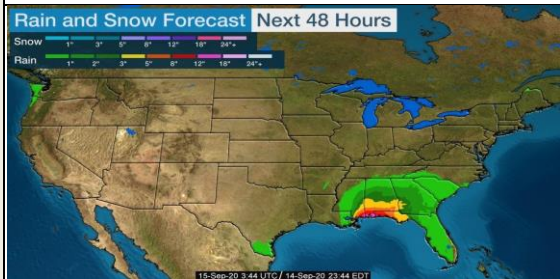 Rain and Snow Forecast Next 48 Hours
Snow
1" 3" 5" 8" 12" 18" 24"+
Rain
1" 2" 3" 5" 8" 12" 18" 24"+
15-Sep-20 3:44 UTC / 14-Sep-20 23:44 EDT